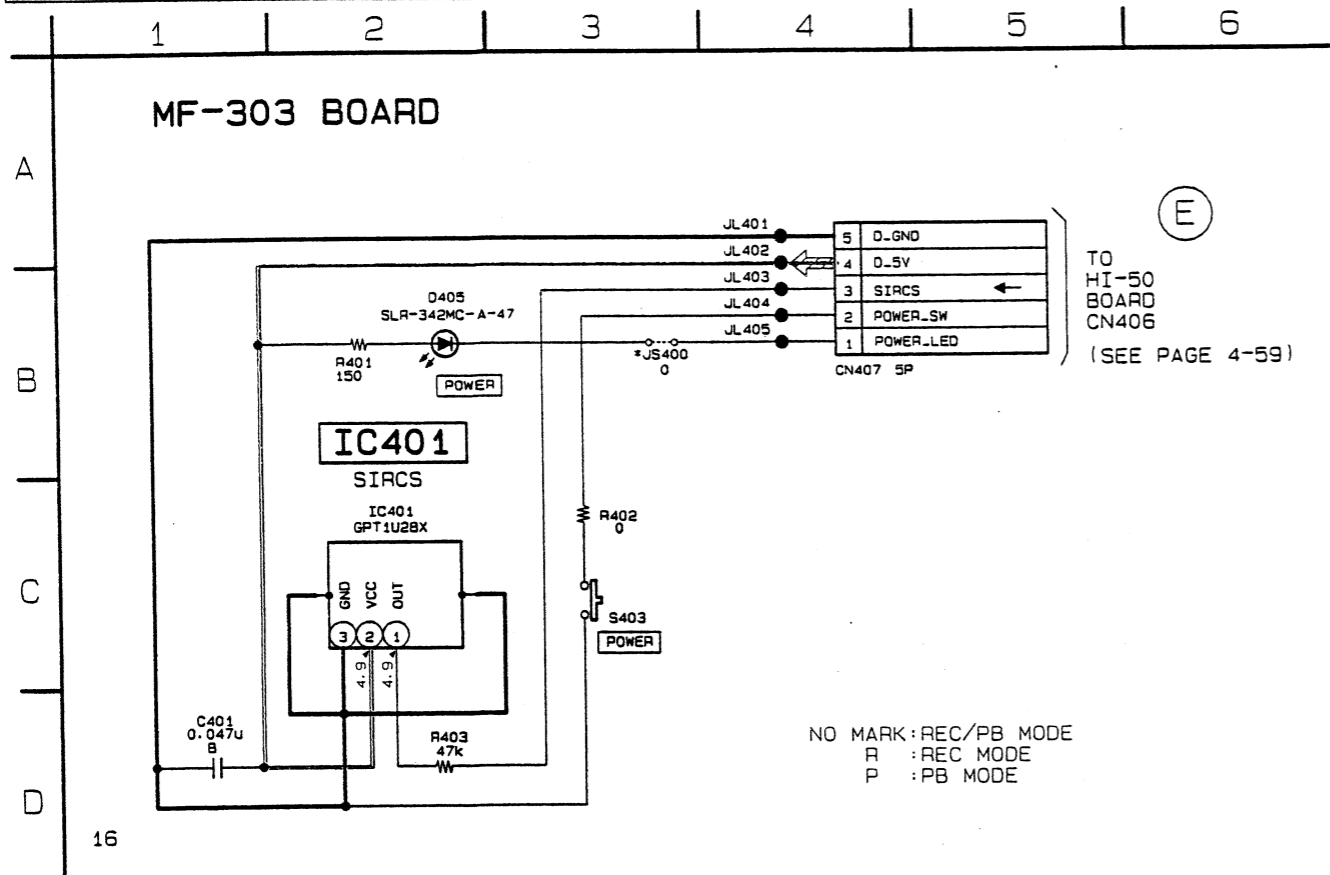 1 2 3 4 5 6
MF-303 BOARD
A
B
C
D
E
JL401
JL402
JL403
JL404
JL405
5 D_GND
4 D_5V
3 SIRCS
2 POWER_SW
1 POWER_LED
CN407 5P
TO
HI-50
BOARD
CN406
(SEE PAGE 4-59)
D405
SLR-342MC-A-47
R401
150
POWER
*JS400
0
IC401
SIRCS
IC401
GPT1U28X
GND VCC OUT
3 2 1
4.9 4.9
R402
0
S403
POWER
C401
0.047u
B
R403
47k
NO MARK:REC/PB MODE
R :REC MODE
P :PB MODE
16